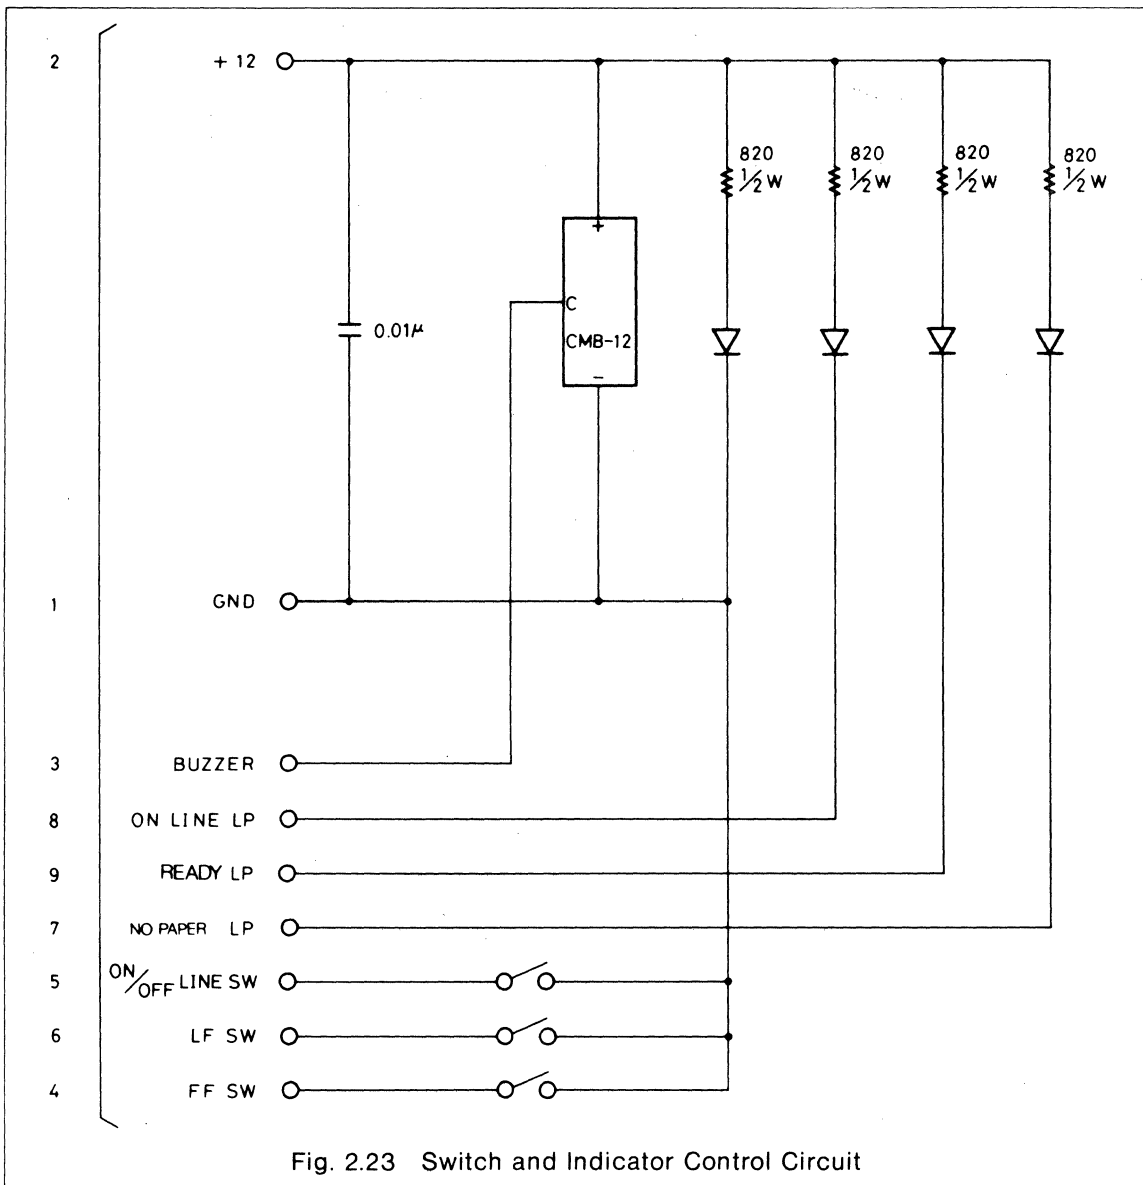 2 +12
820 820 820 820
1/2W 1/2W 1/2W 1/2W
+
C
0.01μ
CMB-12
−
1 GND
3 BUZZER
8 ON LINE LP
9 READY LP
7 NO PAPER LP
5 ON/OFF LINE SW
6 LF SW
4 FF SW
Fig. 2.23 Switch and Indicator Control Circuit